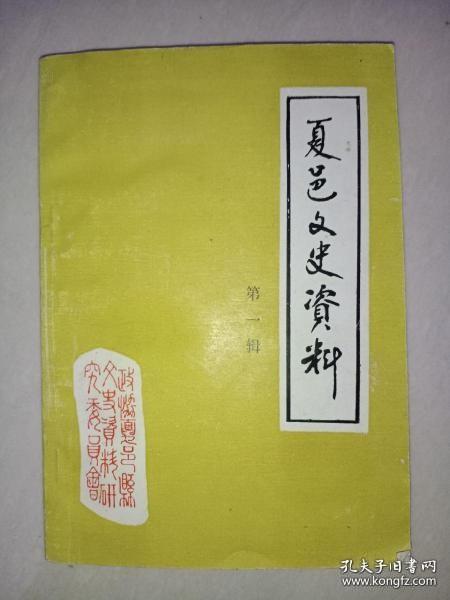 夏邑文史資料
第一辑
政協夏邑縣
文史資料研
究委員會
孔夫子旧书网
www.kongfz.com